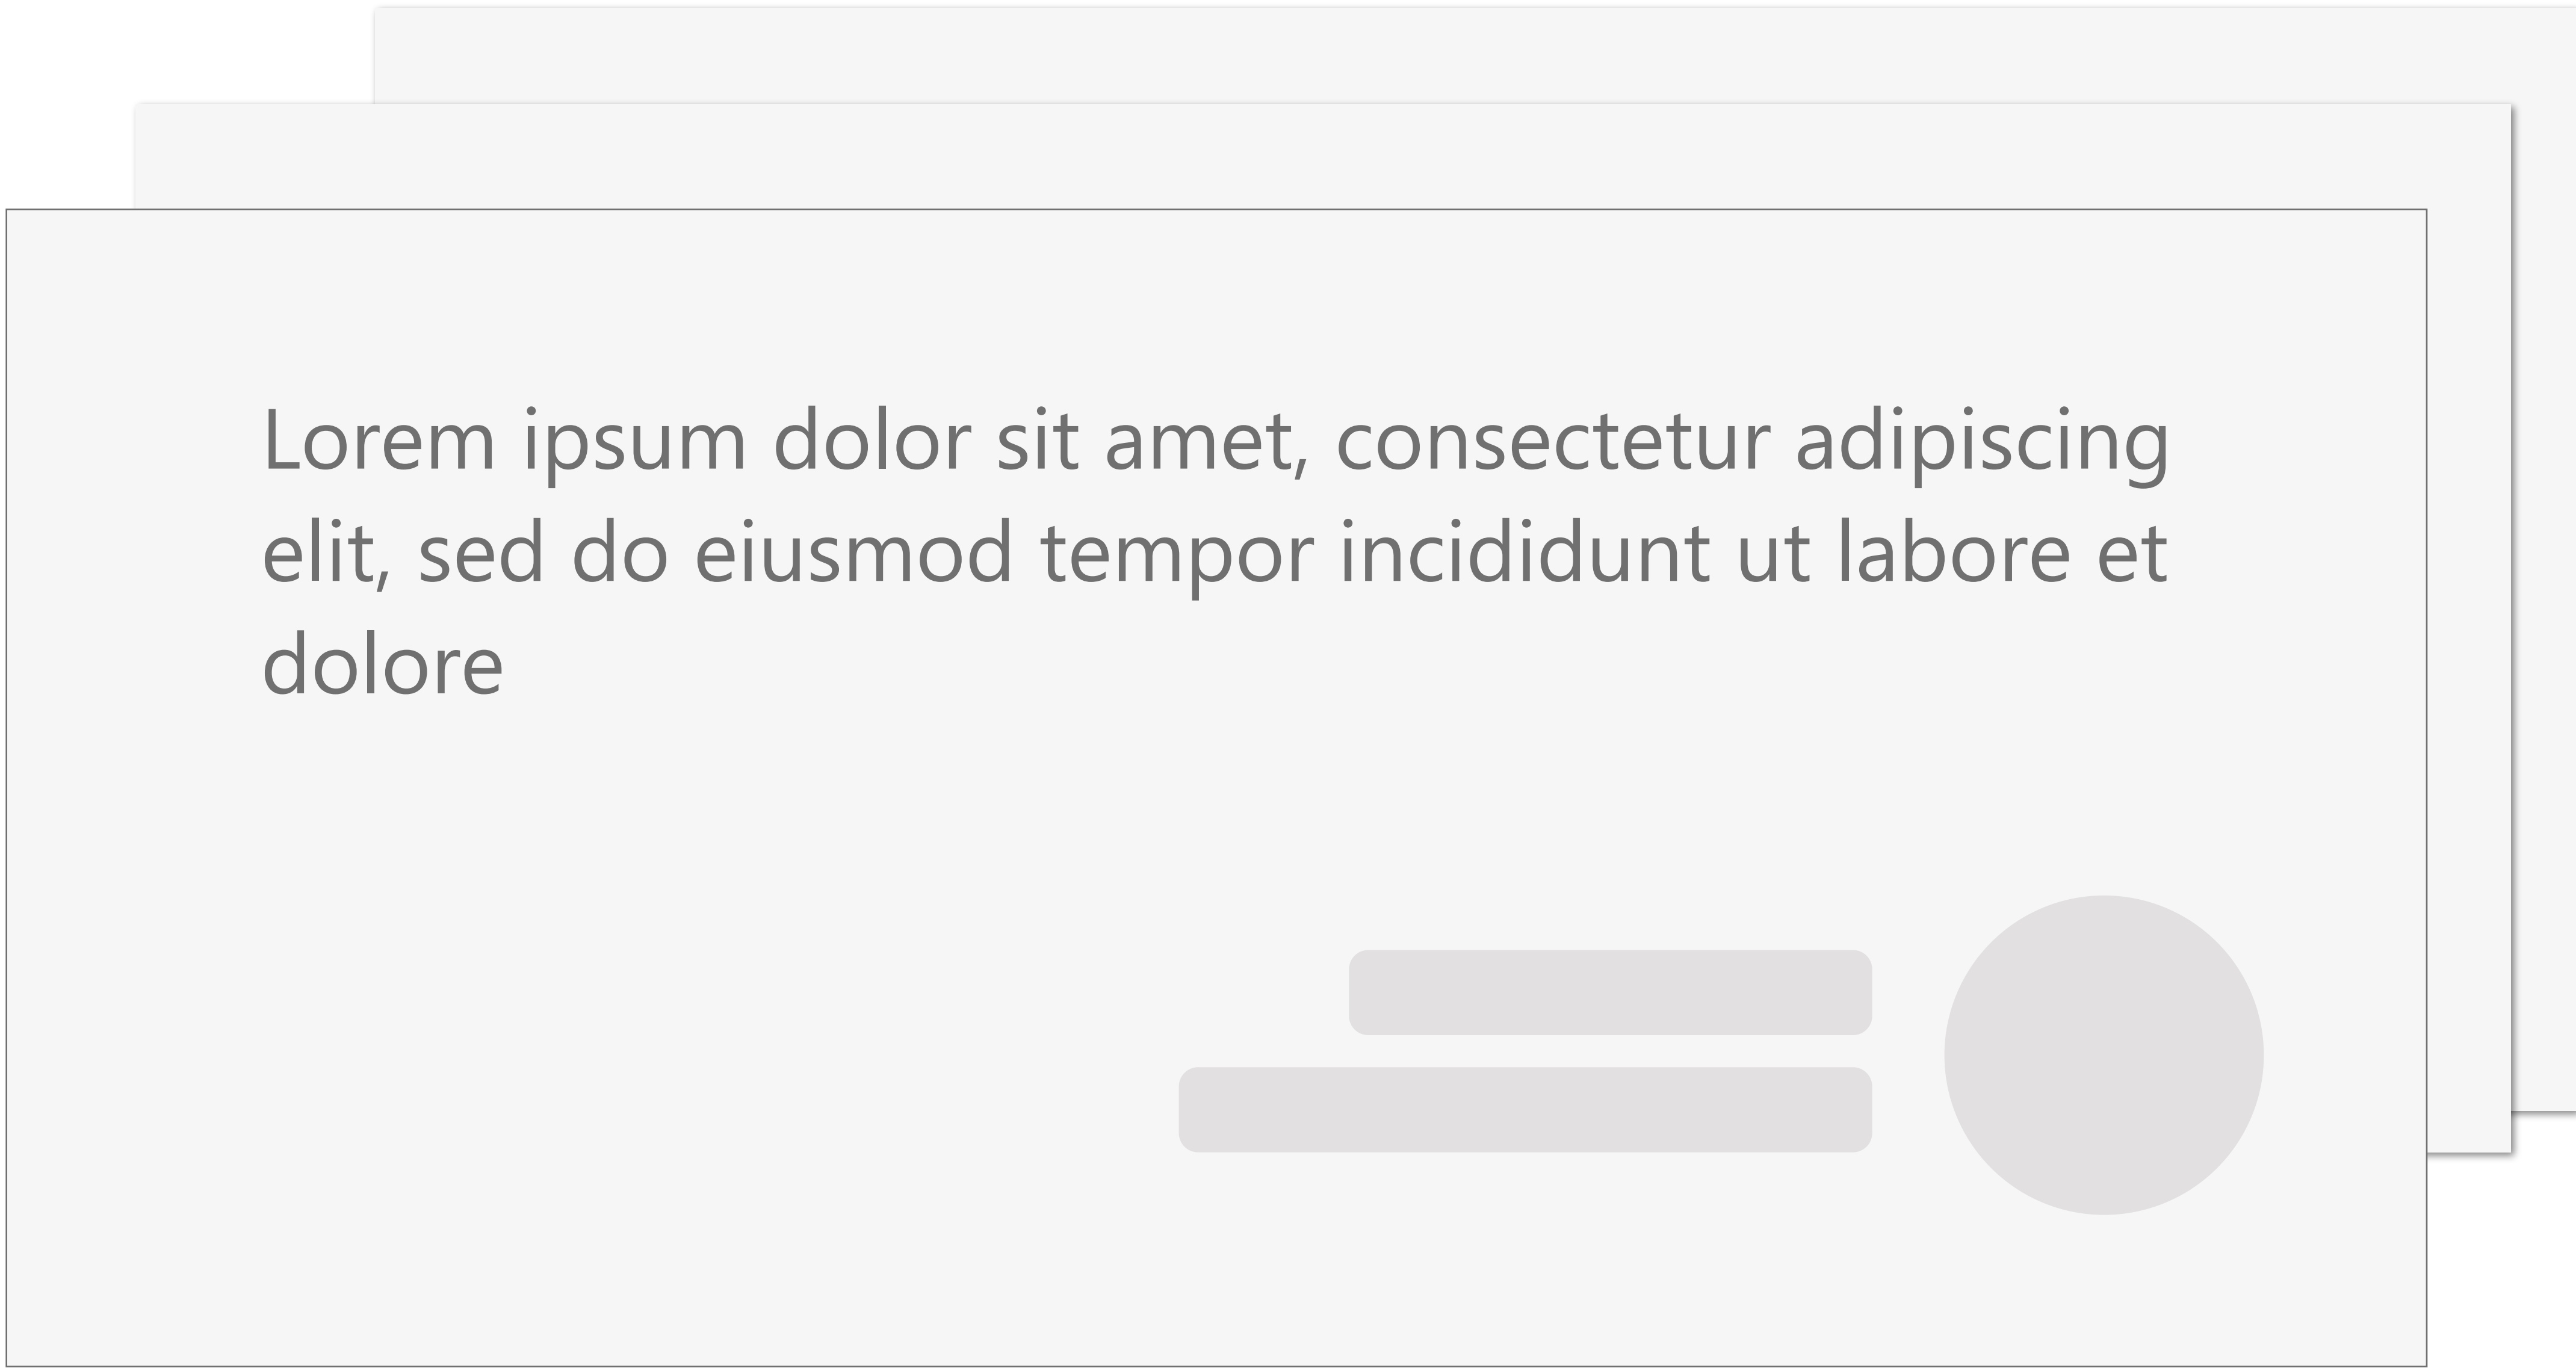 Lorem ipsum dolor sit amet, consectetur adipiscing
elit, sed do eiusmod tempor incididunt ut labore et
dolore